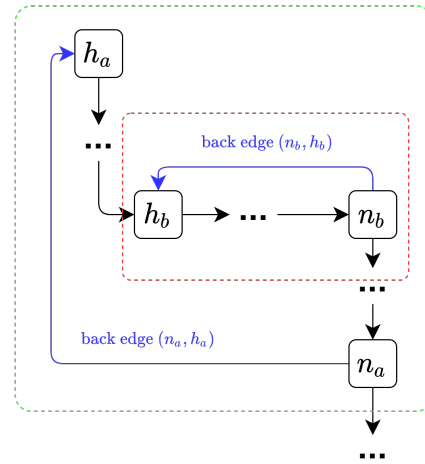 h_a
...
back edge (n_b, h_b)
h_b
...
n_b
...
back edge (n_a, h_a)
n_a
...